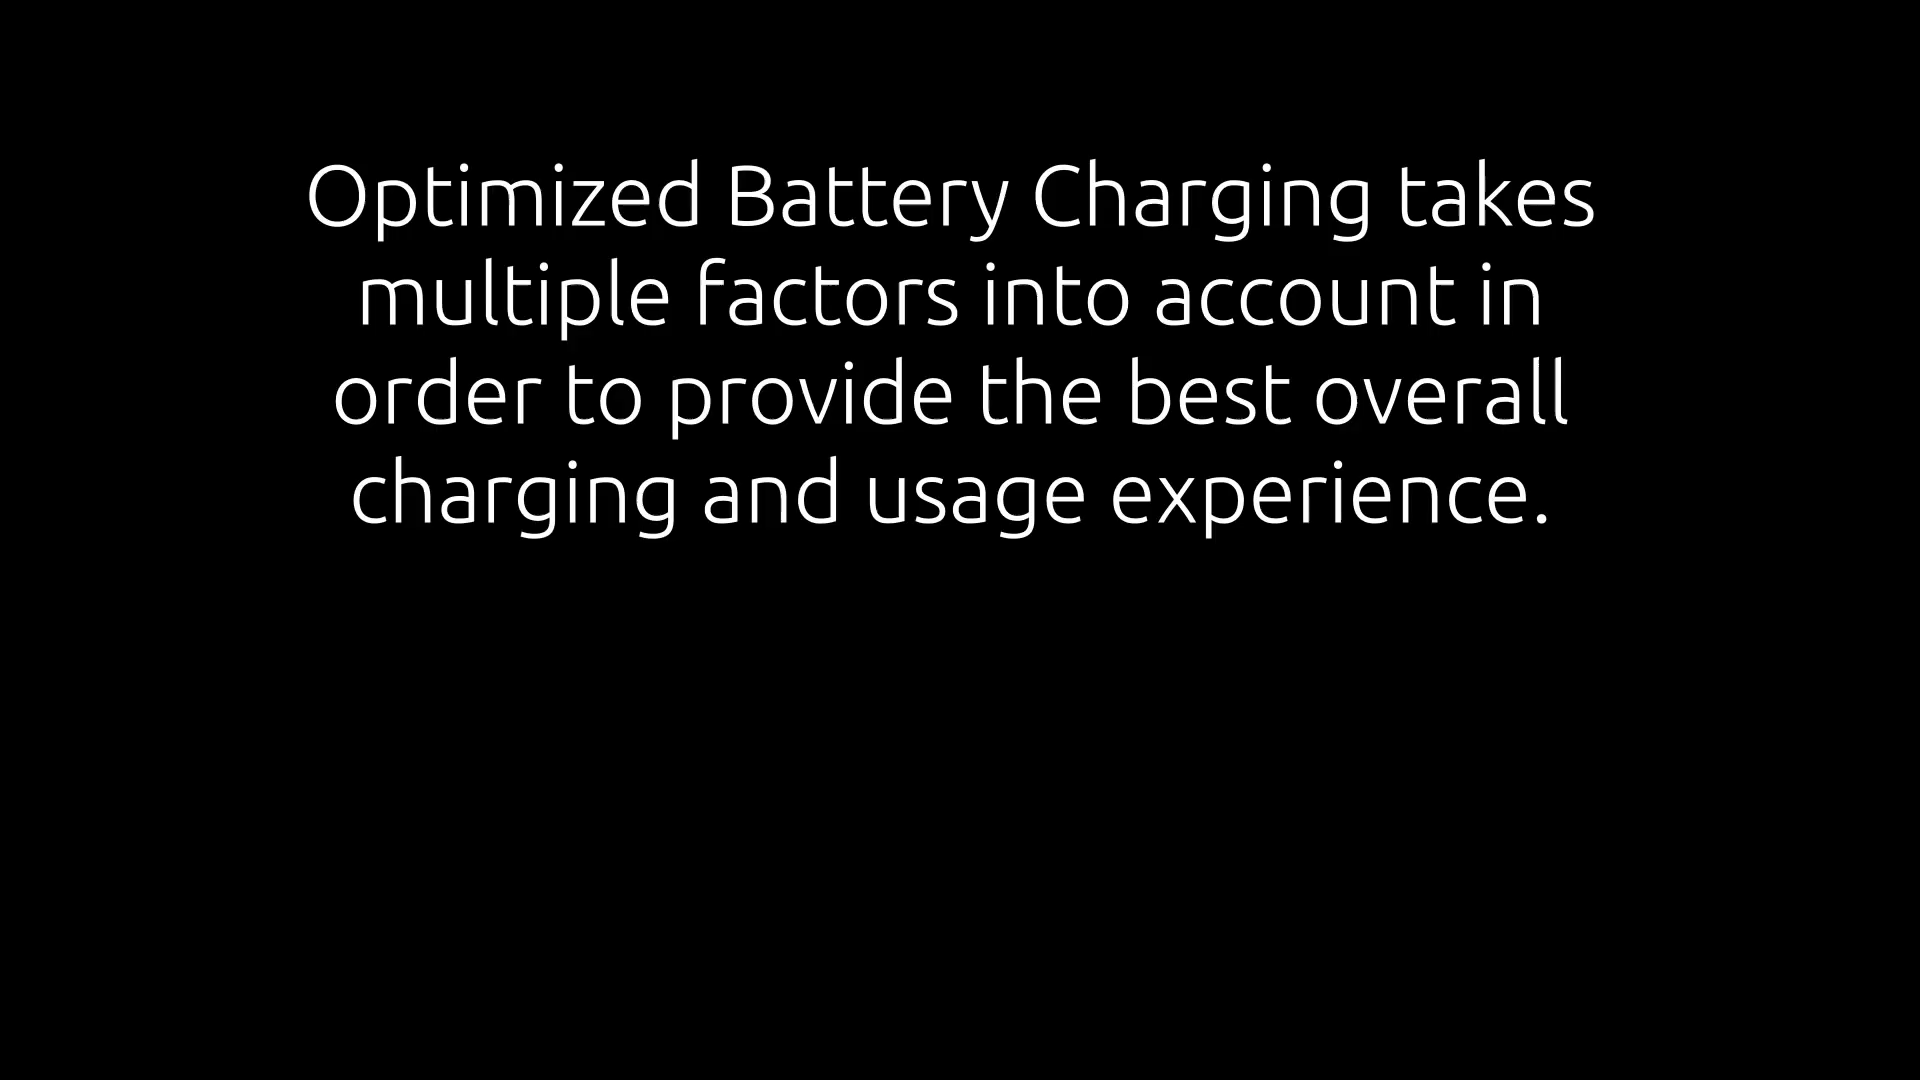 Optimized Battery Charging takes
multiple factors into account in
order to provide the best overall
charging and usage experience.